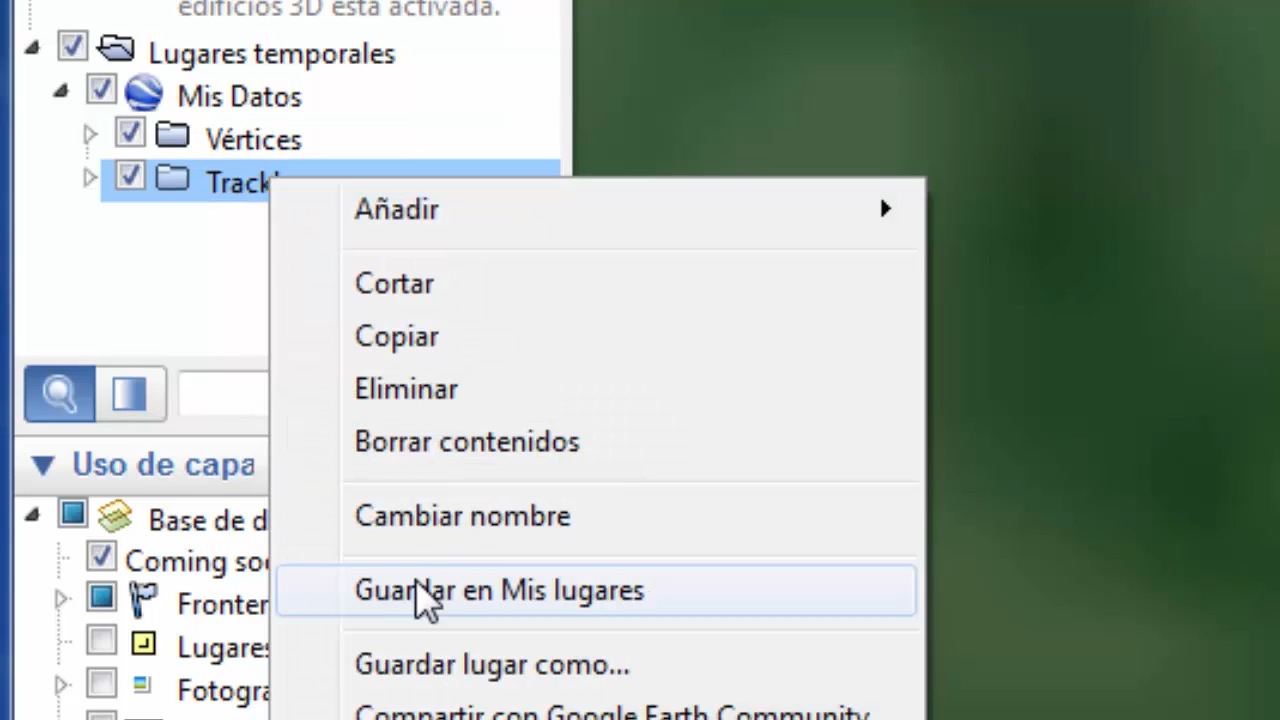 edificios 3D está activada.
Lugares temporales
Mis Datos
Vértices
Track
Añadir
Cortar
Copiar
Eliminar
Borrar contenidos
Uso de capa
Cambiar nombre
Base de d
Coming soo
Guardar en Mis lugares
Fronter
Lugares
Guardar lugar como...
Fotogra
Compartir con Google Earth Community